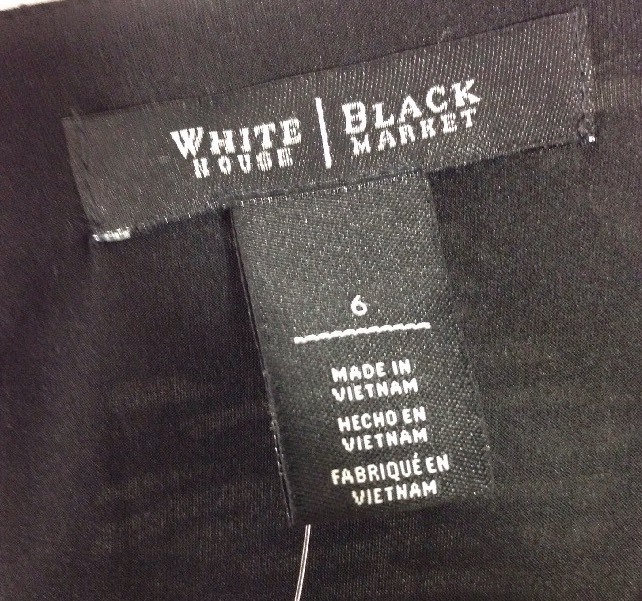 WHITE | BLACK
HOUSE | MARKET
6
MADE IN
VIETNAM
HECHO EN
VIETNAM
FABRIQUÉ EN
VIETNAM